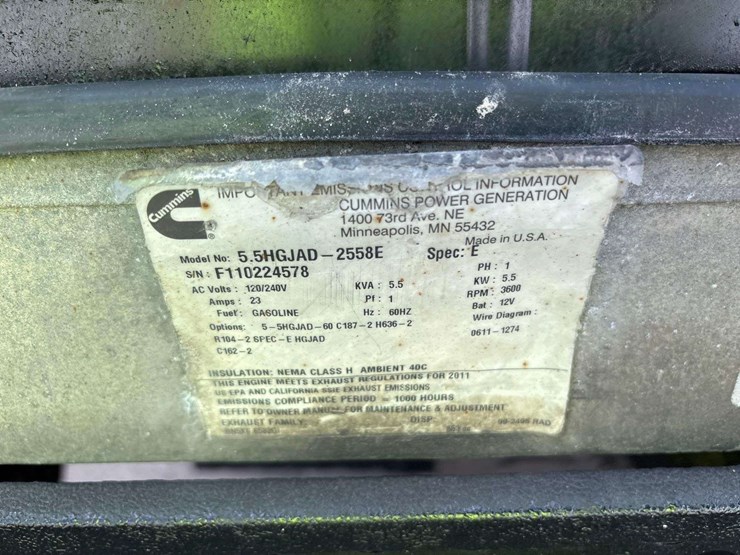 Cummins
IMPORTANT EMISSIONS CONTROL INFORMATION
CUMMINS POWER GENERATION
1400 73rd Ave. NE
Minneapolis, MN 55432
Made in U.S.A.
Model No: 5.5HGJAD-2558E Spec: E
S/N: F110224578 PH : 1
AC Volts : 120/240V KVA : 5.5 KW : 5.5
Amps : 23 Pf : 1 RPM : 3600
Fuel: GASOLINE Hz : 60HZ Bat : 12V
Options: 5-5HGJAD-60 C187-2 H636-2 Wire Diagram :
R104-2 SPEC-E HGJAD 0611-1274
C162-2
INSULATION: NEMA CLASS H AMBIENT 40C
THIS ENGINE MEETS EXHAUST REGULATIONS FOR 2011
US EPA AND CALIFORNIA SSIE EXHAUST EMISSIONS
EMISSIONS COMPLIANCE PERIOD = 1000 HOURS
REFER TO OWNER MANUAL FOR MAINTENANCE & ADJUSTMENT
EXHAUST FAMILY DISP RAD